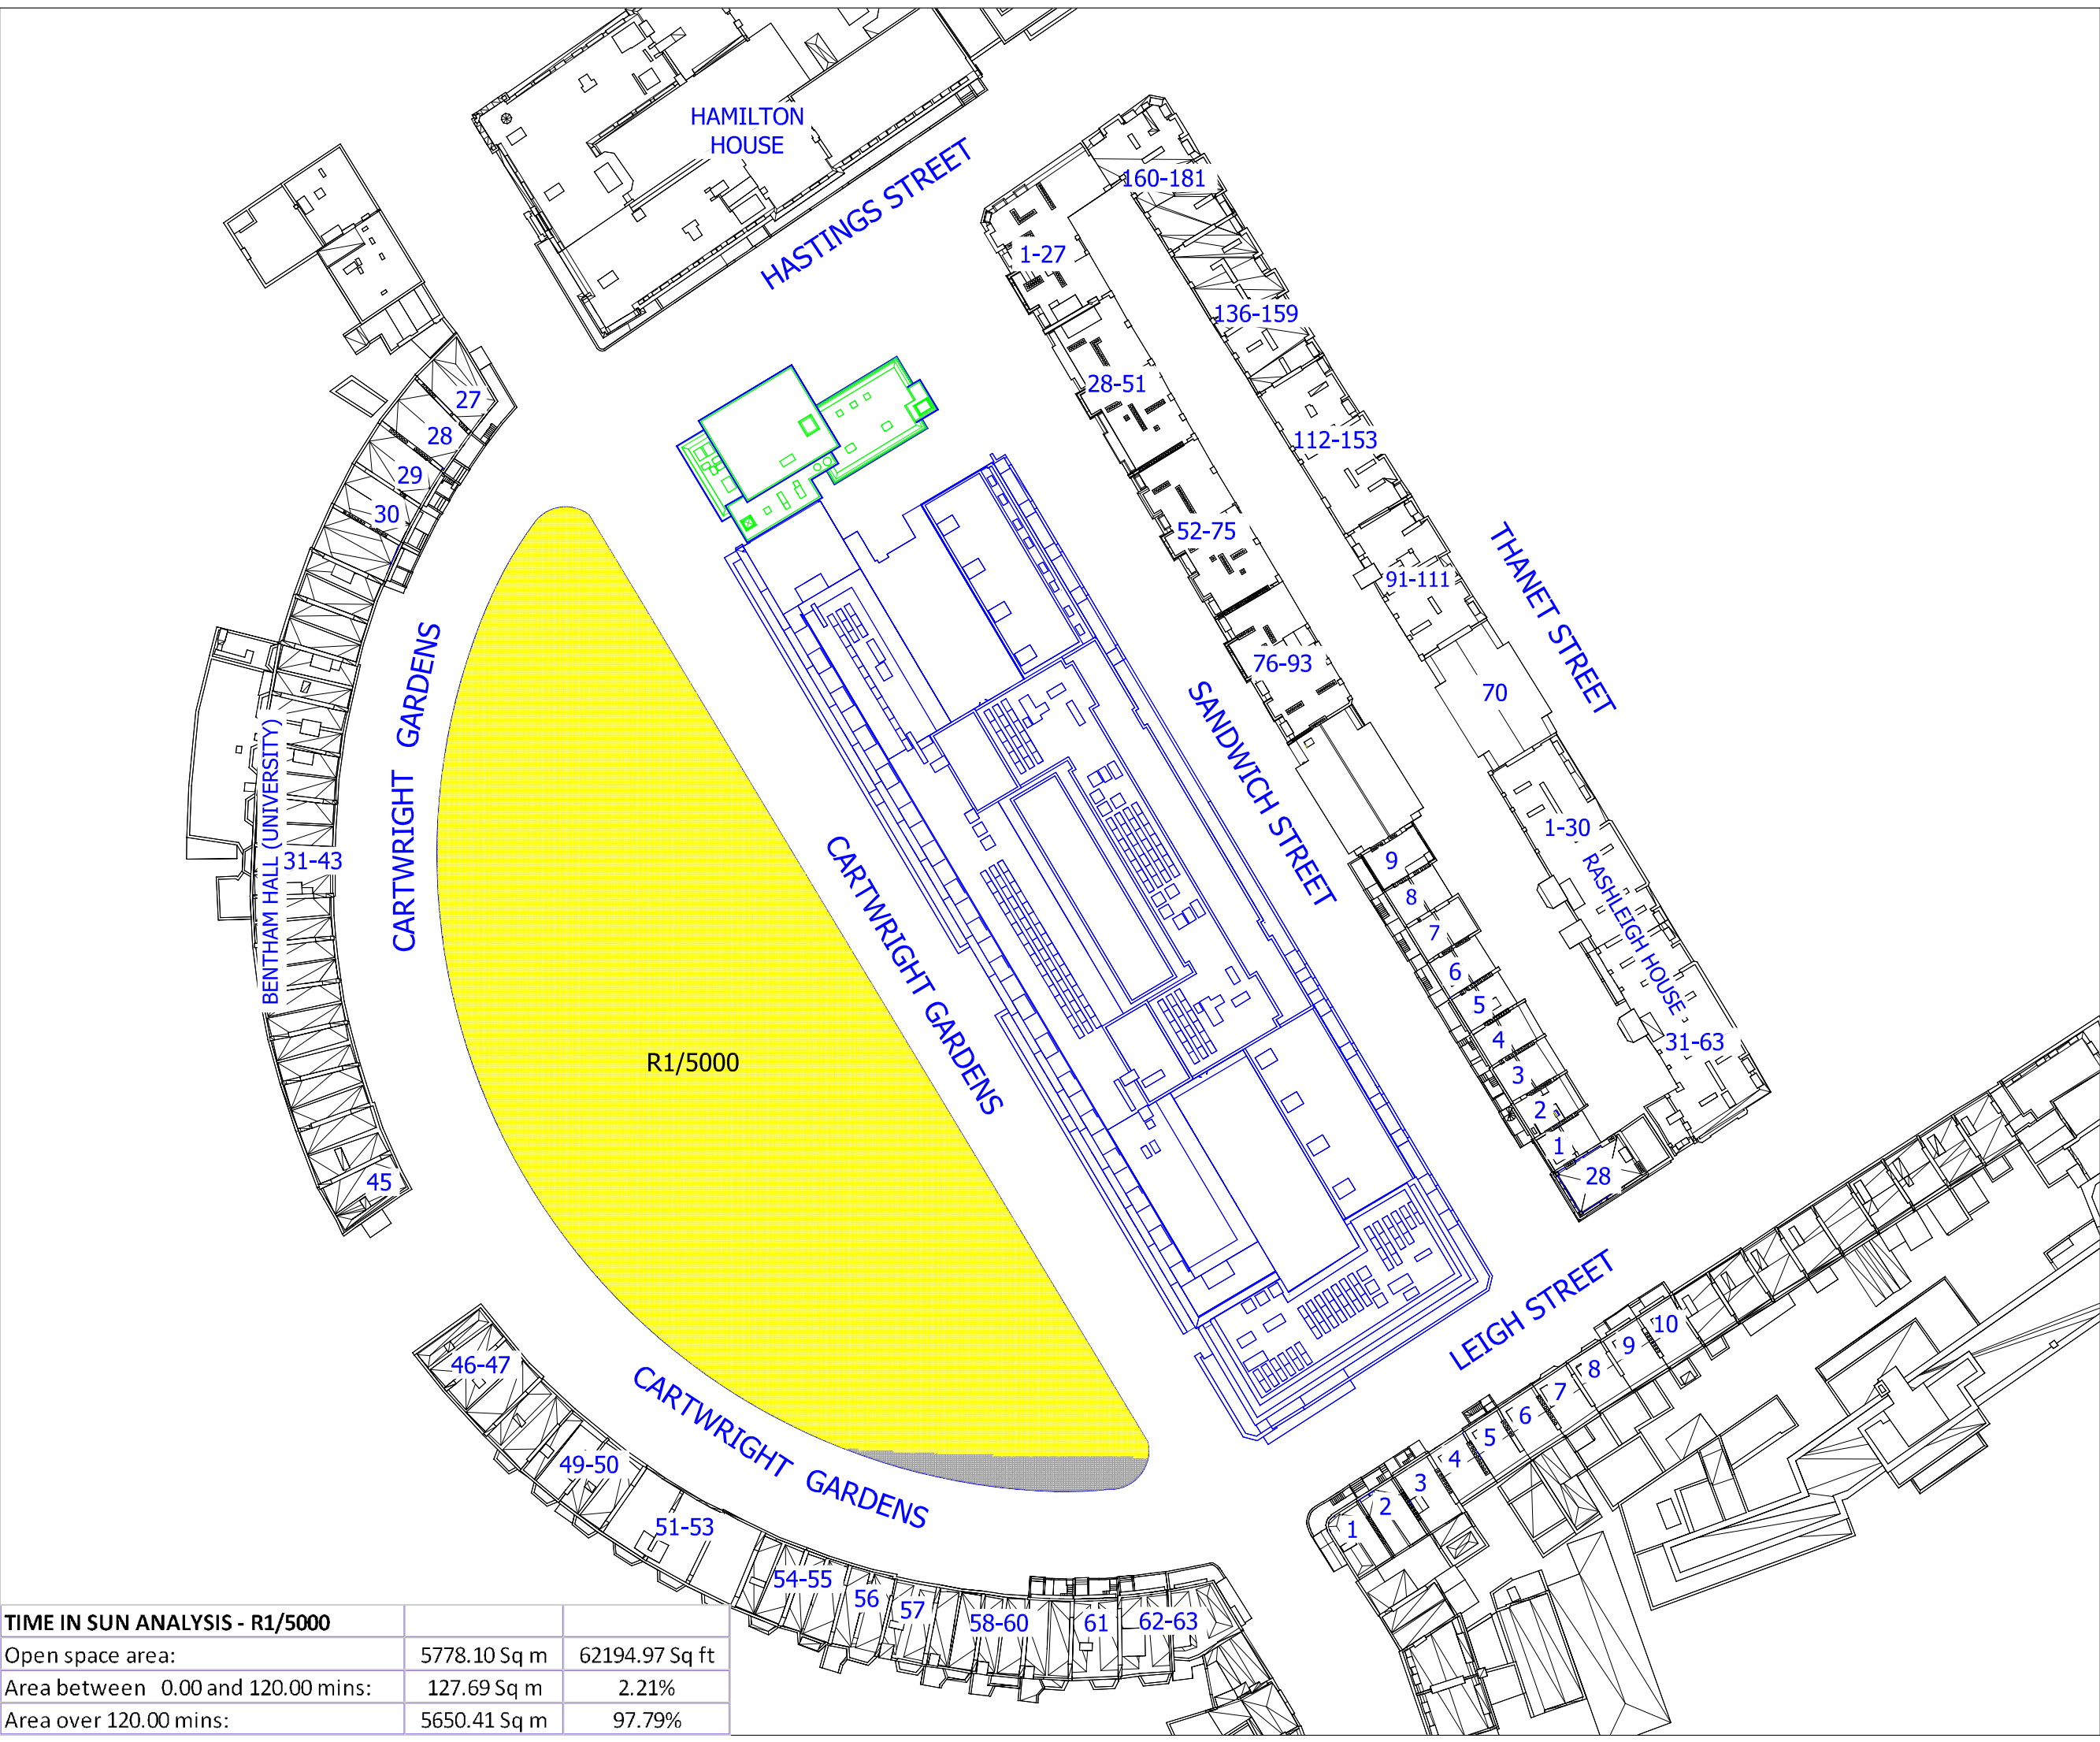 HAMILTON
HOUSE
HASTINGS STREET
160-181
1-27
136-159
28-51
27
28
112-153
29
30
52-75
THANET STREET
91-111
CARTWRIGHT GARDENS
76-93
70
SANDWICH STREET
BENTHAM HALL (UNIVERSITY)
31-43
1-30
RASHLEIGH HOUSE
CARTWRIGHT GARDENS
9
8
7
6
5
4
3
2
1
28
31-63
R1/5000
45
LEIGH STREET
46-47
CARTWRIGHT GARDENS
10
9
8
7
6
5
4
3
2
1
49-50
51-53
54-55
56
57
58-60
61
62-63
TIME IN SUN ANALYSIS - R1/5000
Open space area: 5778.10 Sq m 62194.97 Sq ft
Area between 0.00 and 120.00 mins: 127.69 Sq m 2.21%
Area over 120.00 mins: 5650.41 Sq m 97.79%